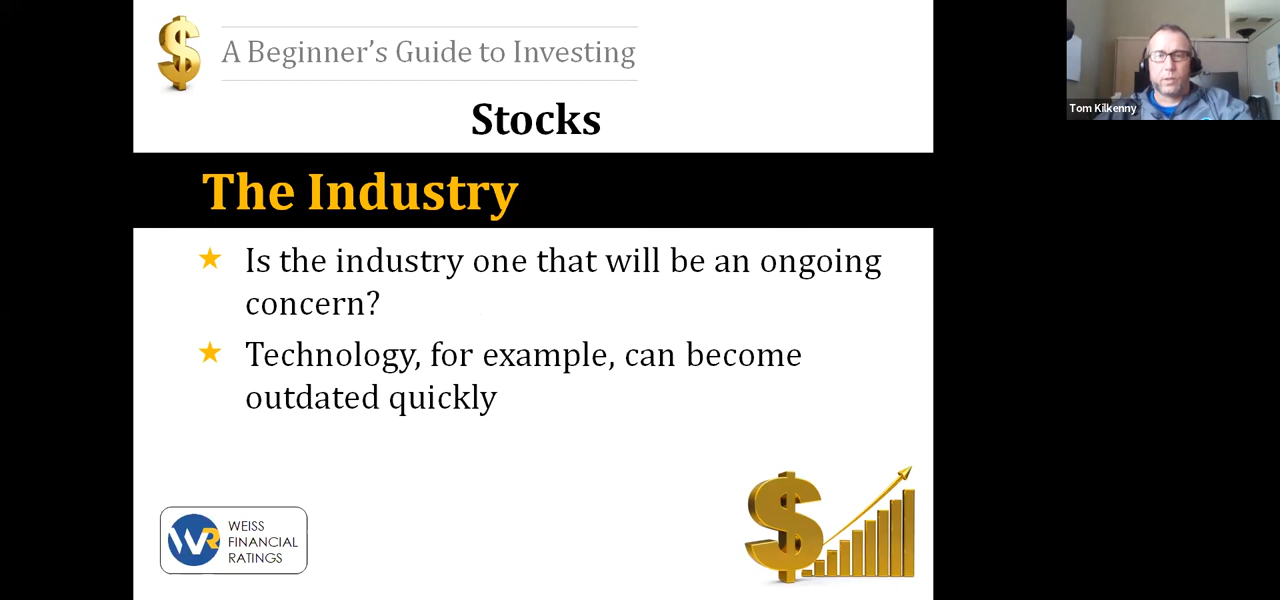 A Beginner's Guide to Investing
Stocks
The Industry
Is the industry one that will be an ongoing
concern?
Technology, for example, can become
outdated quickly
WR
WEISS
FINANCIAL
RATINGS
Tom Kilkenny